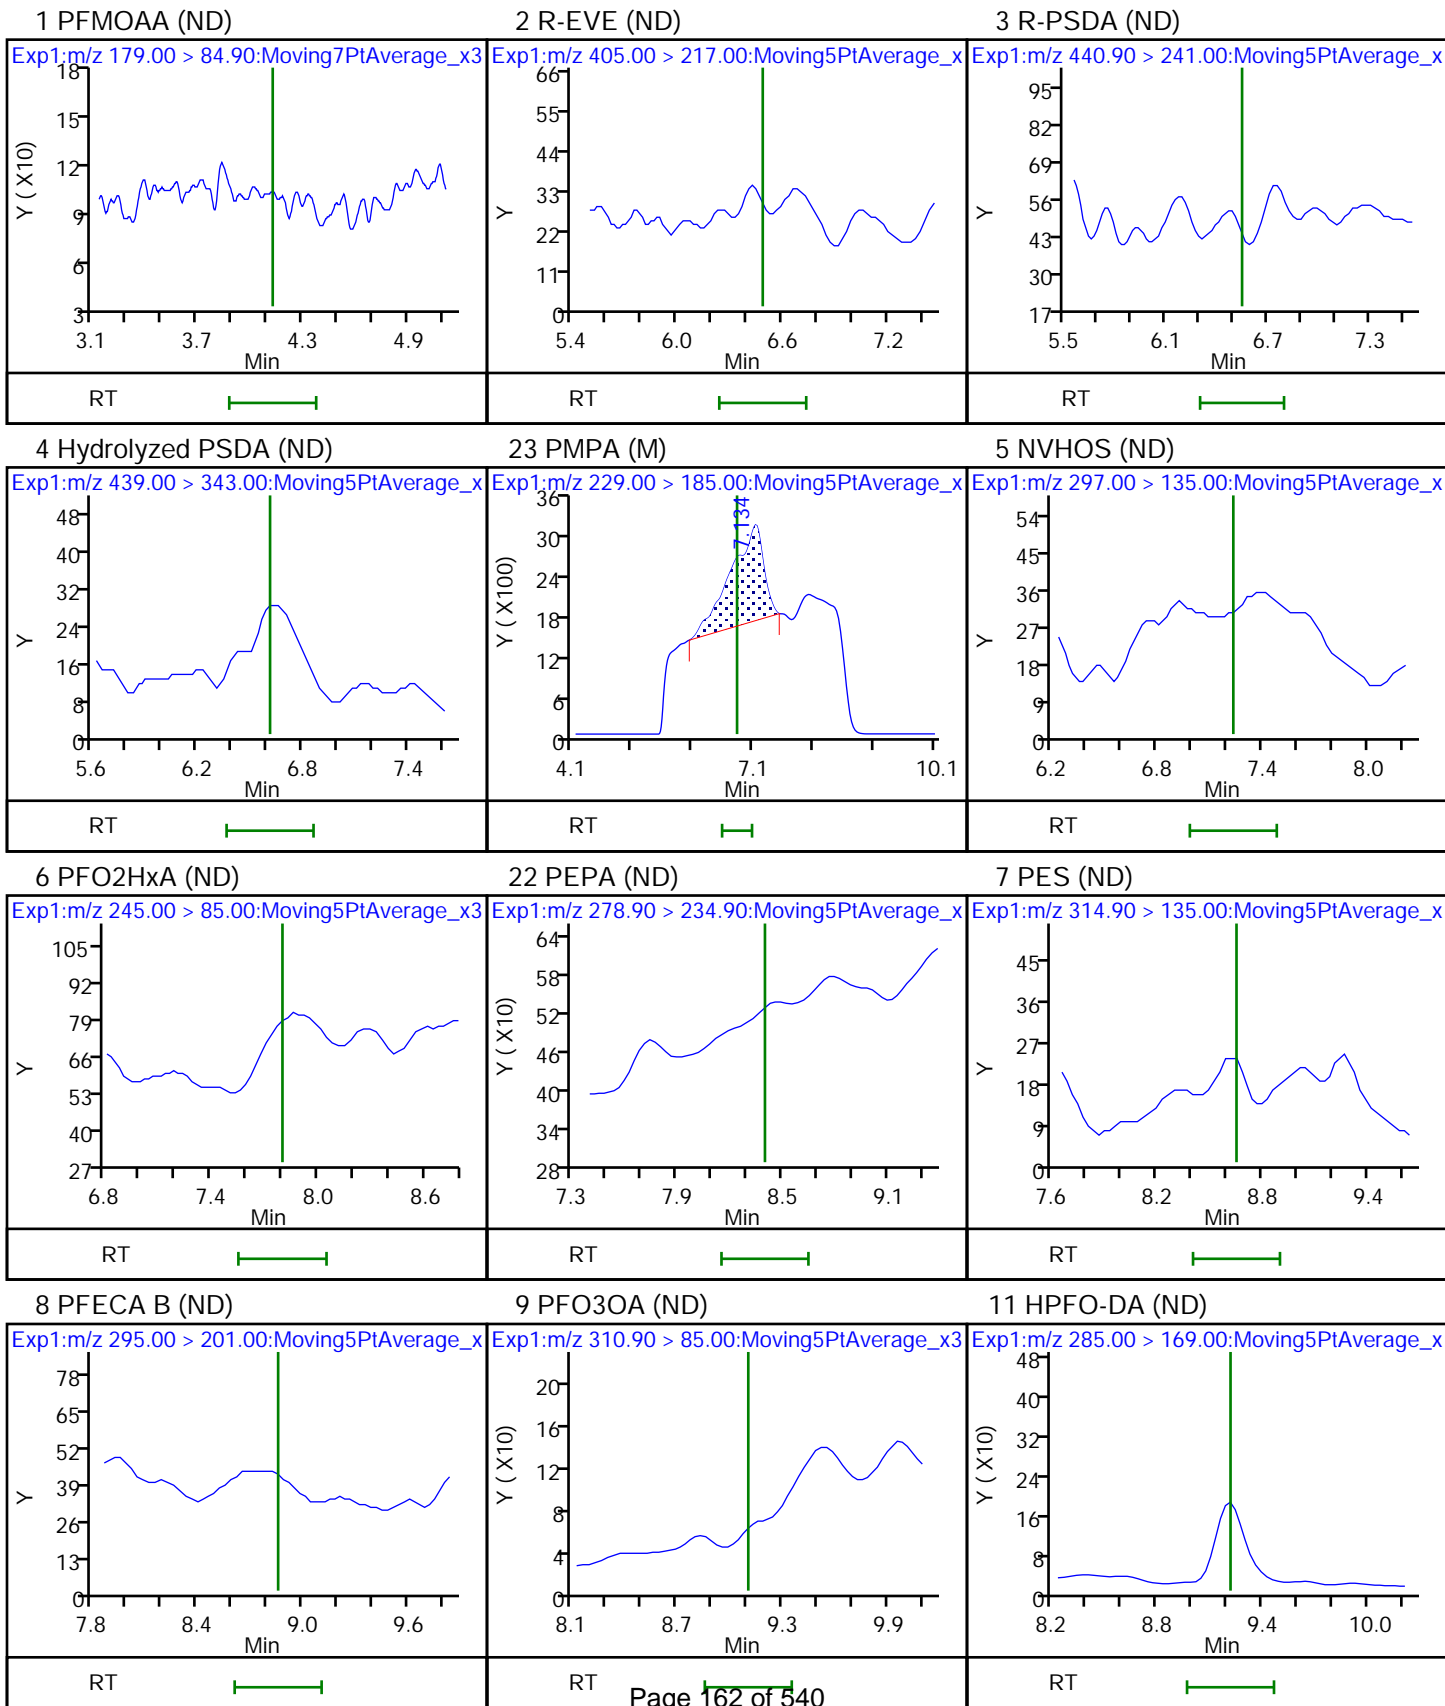 1 PFMOAA (ND)
Exp1:m/z 179.00 > 84.90:Moving7PtAverage_x3
Y ( X10)
18
15
12
9
6
3
3.1 3.7 4.3 4.9
Min
RT
2 R-EVE (ND)
Exp1:m/z 405.00 > 217.00:Moving5PtAverage_x
Y
66
55
44
33
22
11
0
5.4 6.0 6.6 7.2
Min
RT
3 R-PSDA (ND)
Exp1:m/z 440.90 > 241.00:Moving5PtAverage_x
Y
95
82
69
56
43
30
17
5.5 6.1 6.7 7.3
Min
RT
4 Hydrolyzed PSDA (ND)
Exp1:m/z 439.00 > 343.00:Moving5PtAverage_x
Y
48
40
32
24
16
8
0
5.6 6.2 6.8 7.4
Min
RT
23 PMPA (M)
Exp1:m/z 229.00 > 185.00:Moving5PtAverage_x
Y ( X100)
36
30
24
18
12
6
0
7.134
4.1 7.1 10.1
Min
RT
5 NVHOS (ND)
Exp1:m/z 297.00 > 135.00:Moving5PtAverage_x
Y
54
45
36
27
18
9
0
6.2 6.8 7.4 8.0
Min
RT
6 PFO2HxA (ND)
Exp1:m/z 245.00 > 85.00:Moving5PtAverage_x3
Y
105
92
79
66
53
40
27
6.8 7.4 8.0 8.6
Min
RT
22 PEPA (ND)
Exp1:m/z 278.90 > 234.90:Moving5PtAverage_x
Y ( X10)
64
58
52
46
40
34
28
7.3 7.9 8.5 9.1
Min
RT
7 PES (ND)
Exp1:m/z 314.90 > 135.00:Moving5PtAverage_x
Y
45
36
27
18
9
0
7.6 8.2 8.8 9.4
Min
RT
8 PFECA B (ND)
Exp1:m/z 295.00 > 201.00:Moving5PtAverage_x
Y
78
65
52
39
26
13
0
7.8 8.4 9.0 9.6
Min
RT
9 PFO3OA (ND)
Exp1:m/z 310.90 > 85.00:Moving5PtAverage_x3
Y ( X10)
20
16
12
8
4
0
8.1 8.7 9.3 9.9
Min
RT
11 HPFO-DA (ND)
Exp1:m/z 285.00 > 169.00:Moving5PtAverage_x
Y ( X10)
48
40
32
24
16
8
0
8.2 8.8 9.4 10.0
Min
RT
Page 162 of 540